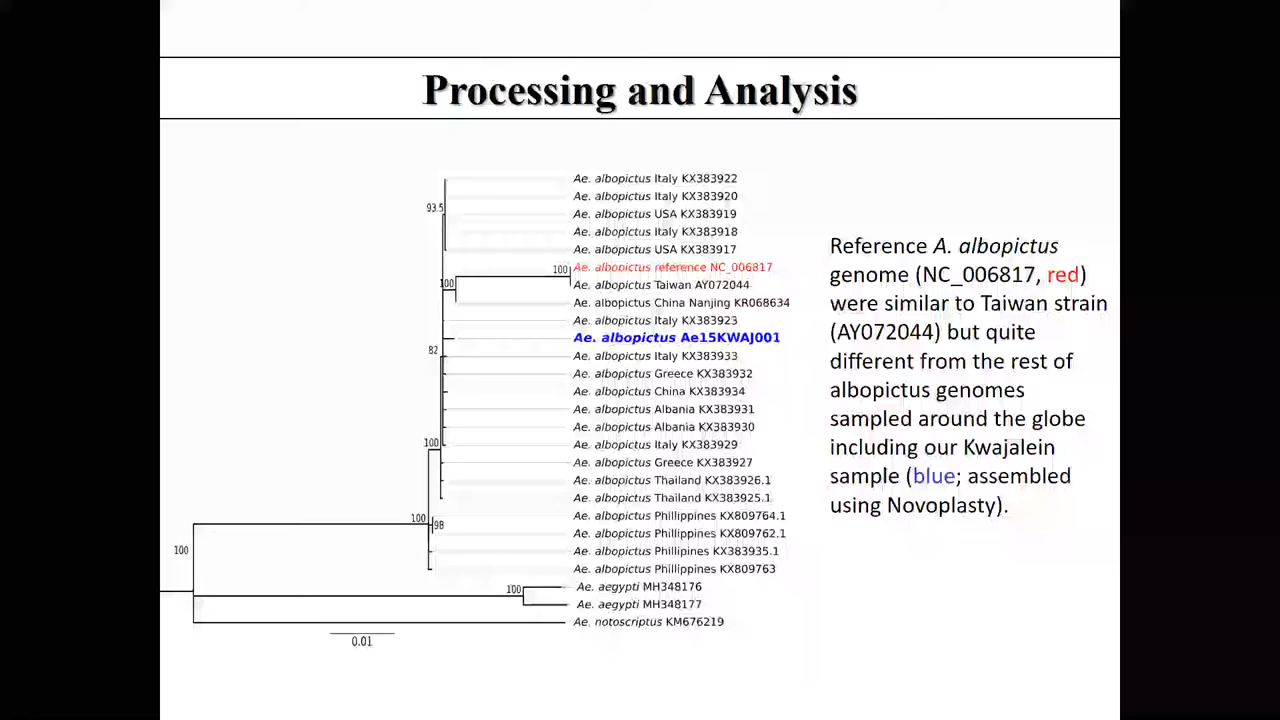 Processing and Analysis
Ae. albopictus Italy KX383922
Ae. albopictus Italy KX383920
Ae. albopictus USA KX383919
Ae. albopictus Italy KX383918
Ae. albopictus USA KX383917
Ae. albopictus reference NC_006817
Ae. albopictus Taiwan AY072044
Ae. albopictus China Nanjing KR068634
Ae. albopictus Italy KX383923
Ae. albopictus Ae15KWAJ001
Ae. albopictus Italy KX383933
Ae. albopictus Greece KX383932
Ae. albopictus China KX383934
Ae. albopictus Albania KX383931
Ae. albopictus Albania KX383930
Ae. albopictus Italy KX383929
Ae. albopictus Greece KX383927
Ae. albopictus Thailand KX383926.1
Ae. albopictus Thailand KX383925.1
Ae. albopictus Phillippines KX809764.1
Ae. albopictus Phillippines KX809762.1
Ae. albopictus Phillipines KX383935.1
Ae. albopictus Phillippines KX809763
Ae. aegypti MH348176
Ae. aegypti MH348177
Ae. notoscriptus KM676219
93.5
100
100
82
100
100
98
100
100
0.01
Reference A. albopictus
genome (NC_006817, red)
were similar to Taiwan strain
(AY072044) but quite
different from the rest of
albopictus genomes
sampled around the globe
including our Kwajalein
sample (blue; assembled
using Novoplasty).